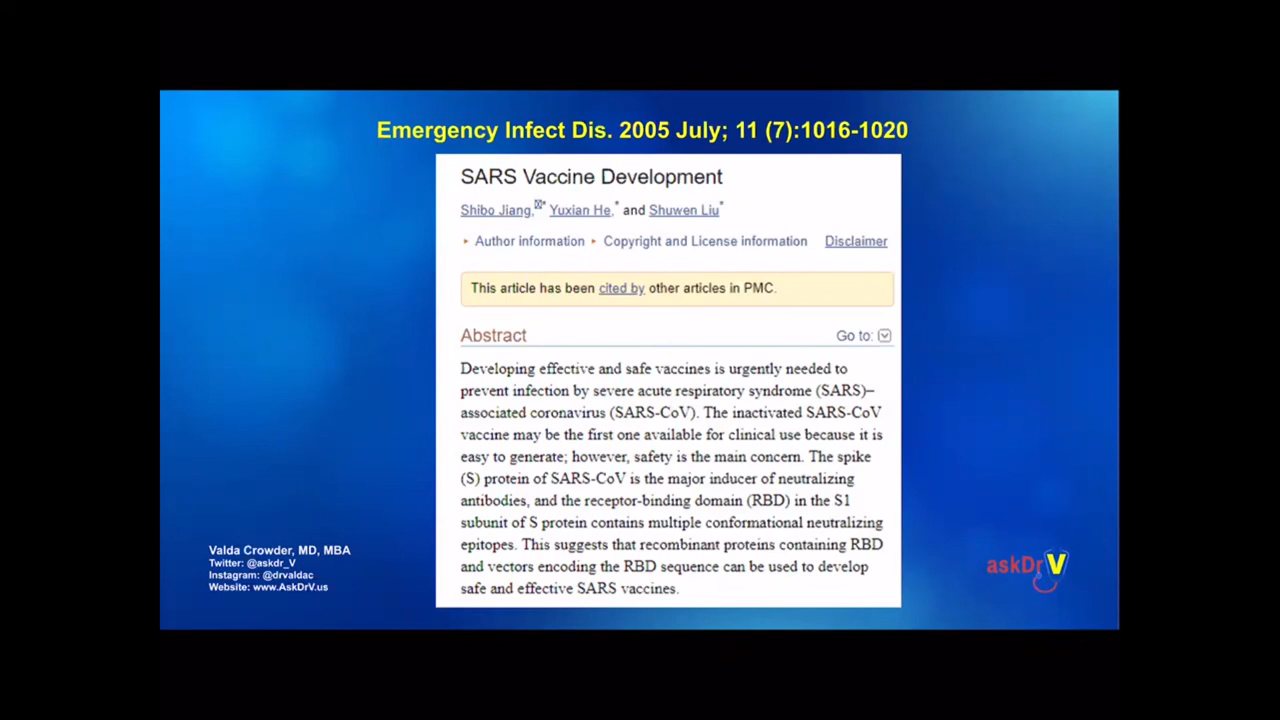 Emergency Infect Dis. 2005 July; 11 (7):1016-1020
SARS Vaccine Development
Shibo Jiang,✉* Yuxian He,* and Shuwen Liu*
▸ Author information ▸ Copyright and License information Disclaimer
This article has been cited by other articles in PMC.
Abstract Go to:
Developing effective and safe vaccines is urgently needed to
prevent infection by severe acute respiratory syndrome (SARS)–
associated coronavirus (SARS-CoV). The inactivated SARS-CoV
vaccine may be the first one available for clinical use because it is
easy to generate; however, safety is the main concern. The spike
(S) protein of SARS-CoV is the major inducer of neutralizing
antibodies, and the receptor-binding domain (RBD) in the S1
subunit of S protein contains multiple conformational neutralizing
epitopes. This suggests that recombinant proteins containing RBD
and vectors encoding the RBD sequence can be used to develop
safe and effective SARS vaccines.
Valda Crowder, MD, MBA
Twitter: @askdr_V
Instagram: @drvaldac
Website: www.AskDrV.us
askDrV